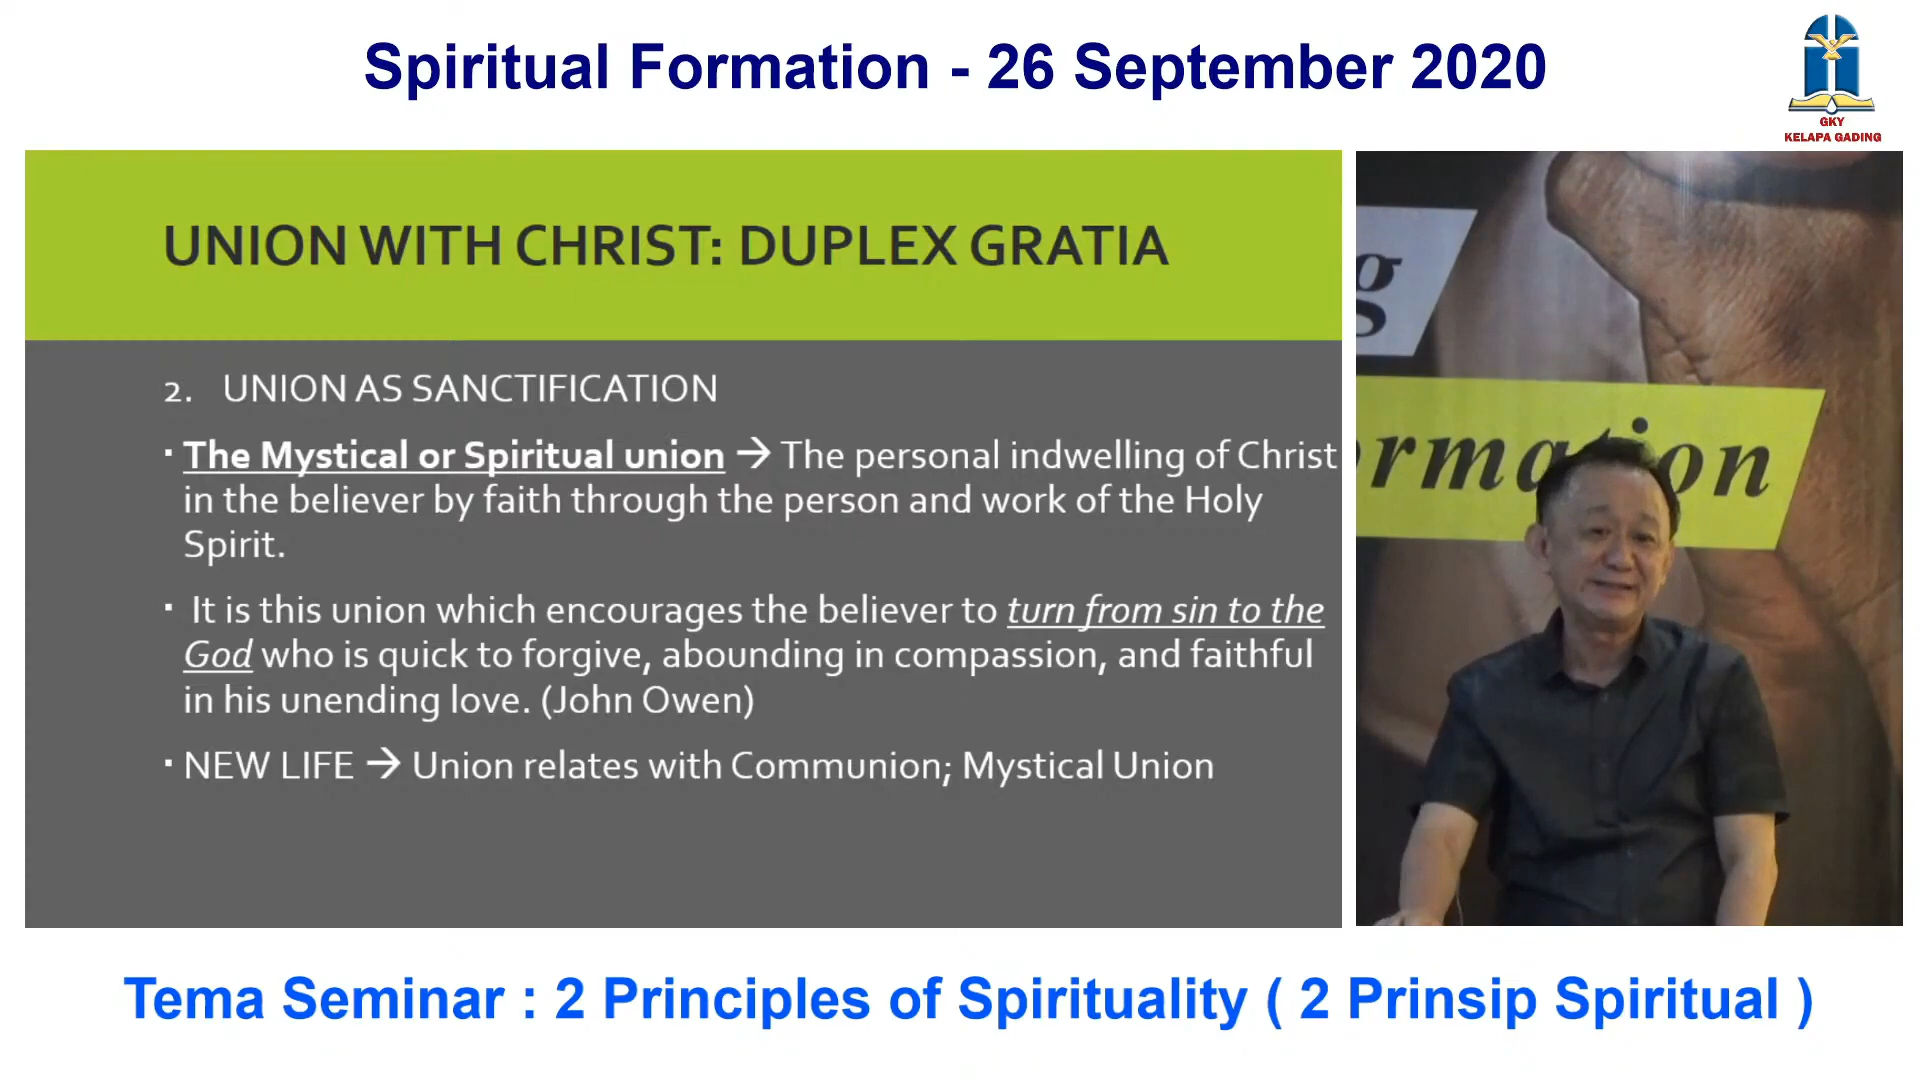 Spiritual Formation - 26 September 2020
GKY
KELAPA GADING
UNION WITH CHRIST: DUPLEX GRATIA
2. UNION AS SANCTIFICATION
▪ The Mystical or Spiritual union → The personal indwelling of Christ
in the believer by faith through the person and work of the Holy
Spirit.
▪ It is this union which encourages the believer to turn from sin to the
God who is quick to forgive, abounding in compassion, and faithful
in his unending love. (John Owen)
▪ NEW LIFE → Union relates with Communion; Mystical Union
g
rmation
Tema Seminar : 2 Principles of Spirituality ( 2 Prinsip Spiritual )